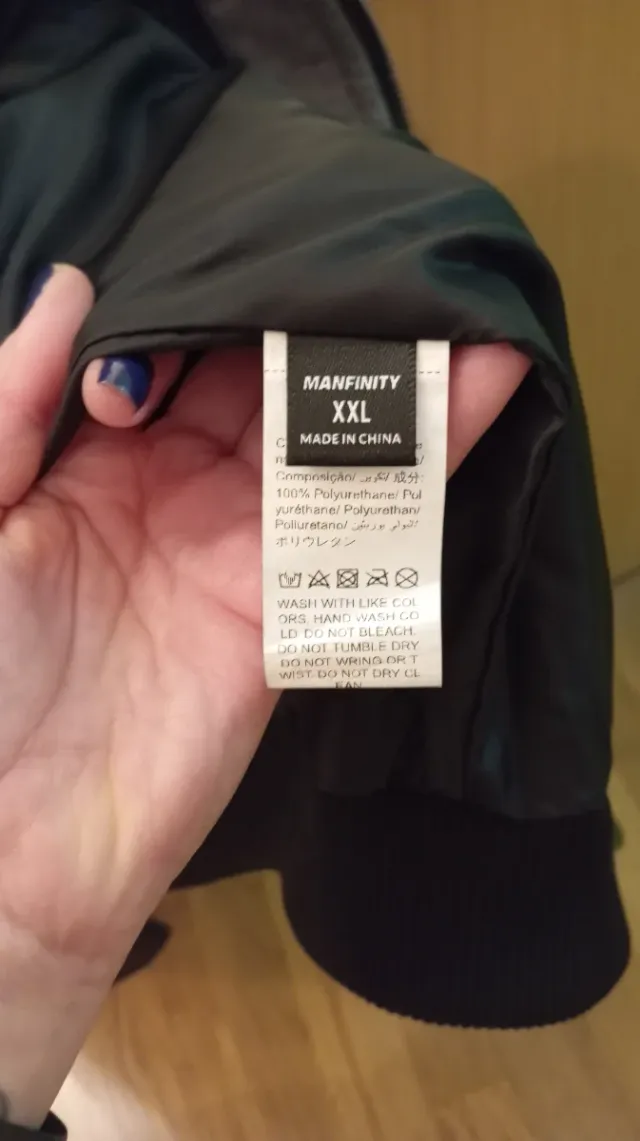 MANFINITY
XXL
MADE IN CHINA
Composição/ تكوين/ 成分:
100% Polyurethane/ Pol
yuréthane/ Polyurethan/
Poliuretano/ البولي يوريثين/
ポリウレタン
WASH WITH LIKE COL
ORS. HAND WASH CO
LD. DO NOT BLEACH.
DO NOT TUMBLE DRY
DO NOT WRING OR T
WIST. DO NOT DRY CL
EAN